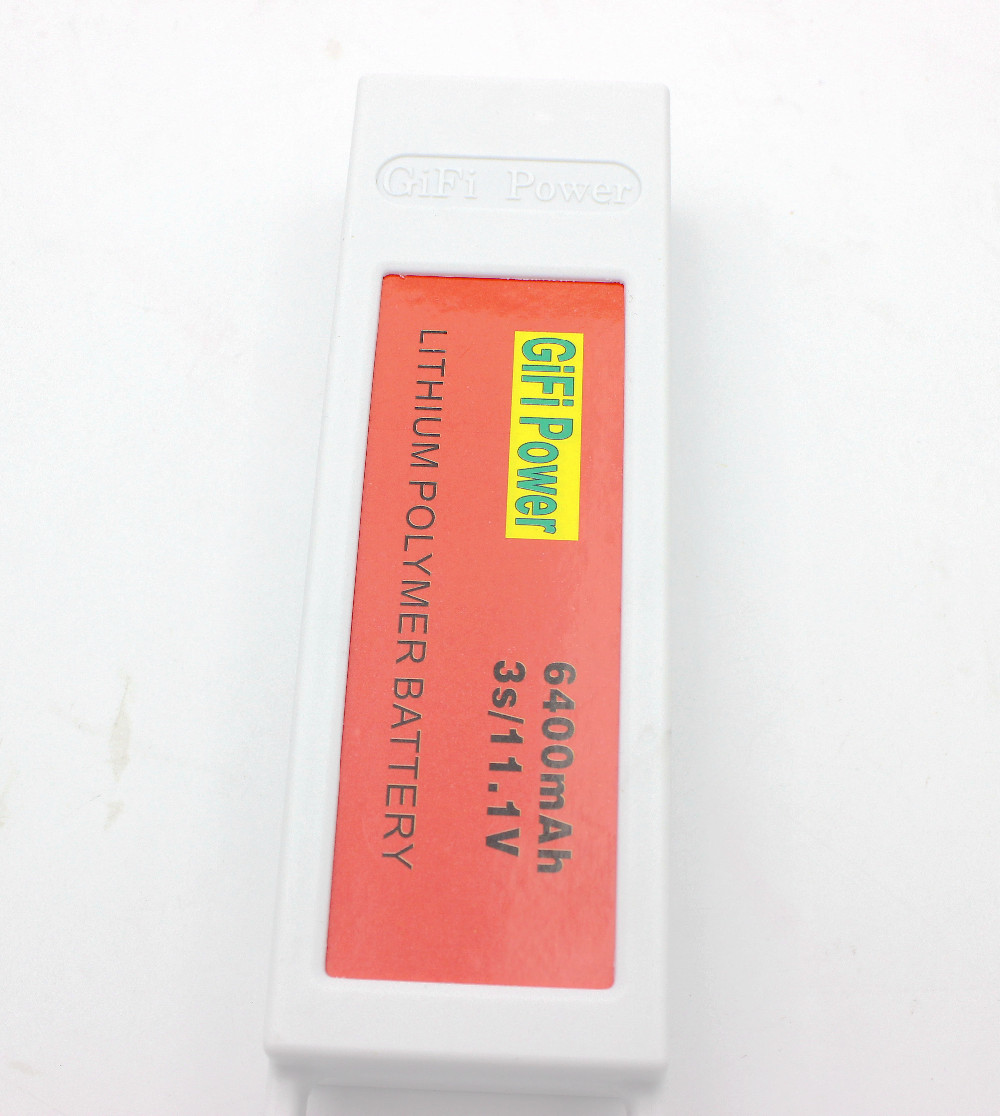 GiFi Power
GiFi Power
6400mAh
3s/11.1V
LITHIUM POLYMER BATTERY